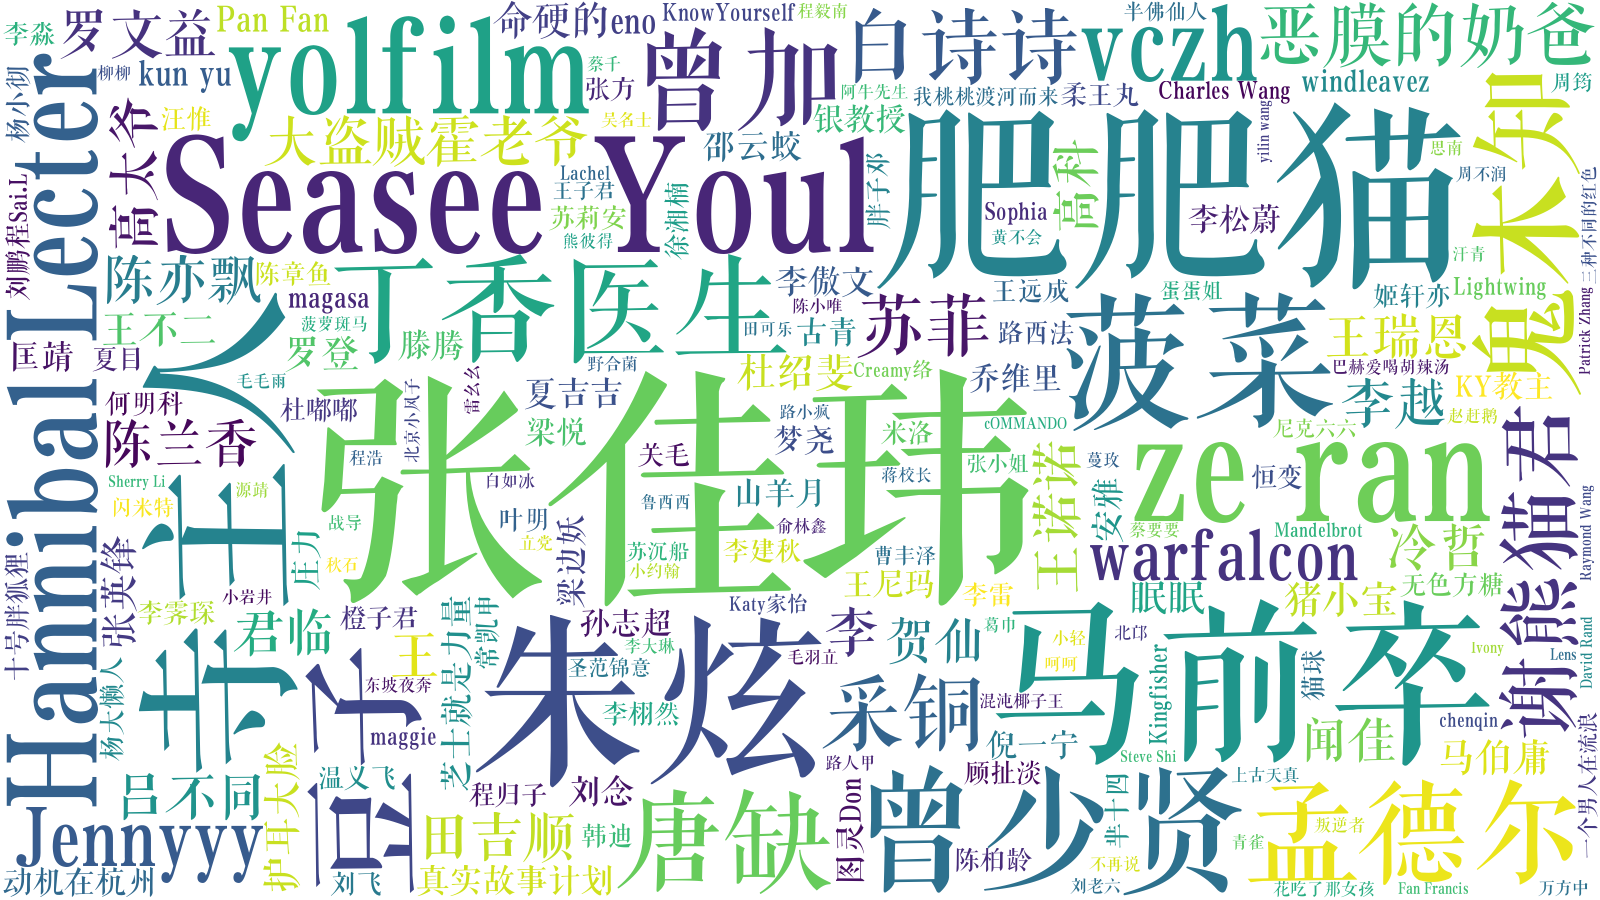 李淼
罗文益
Pan Fan
命硬的eno
KnowYourself
程毅南
半佛仙人
恶膜的奶爸
yolfilm
曾加
白诗诗
vczh
柳柳
kun yu
蔡千
张方
阿牛先生
我桃桃渡河而来
柔王丸
Charles Wang
windleavez
周筠
杨小彻
高太爷
汪惟
大盗贼霍老爷
吴名士
邵云蛟
银教授
肥肥猫
yilin wang
思南
鬼木知
Hannibal Lecter
Seasee Youl
Lachel
王子君
苏莉安
熊彼得
徐湘楠
胖子邓
Sophia
黄不会
高科
李松蔚
周不润
三种不同的红色
刘鹏程Sai.L
陈亦飘
陈章鱼
magasa
丁香医生
李傲文
陈小唯
王远成
蛋蛋姐
姬轩亦
汗青
Lightwing
Patrick Zhang
王不二
菠萝斑马
罗登
滕腾
田可乐
古青
苏菲
路西法
菠菜
王瑞恩
匡靖
夏目
毛毛雨
野合菌
杜绍斐
Creamy络
乔维里
巴赫爱喝胡辣汤
KY教主
何明科
杜嘟嘟
北京小风子
雷幺幺
夏吉吉
张佳玮
路小疯
cOMMANDO
李越
赵赶鹅
陈兰香
程浩
梁悦
关毛
梦尧
米洛
尼克六六
ze ran
谢熊猫君
Sherry Li
源靖
白如冰
鲁西西
山羊月
蒋校长
张小姐
王诺诺
蔓玫
恒变
闪米特
战导
叶明
立党
俞林鑫
安雅
蔡要要
Mandelbrot
冷哲
Raymond Wang
十号胖狐狸
张英锋
庄力
秋石
梁边妖
苏沉船
小约翰
李建秋
曹丰泽
王尼玛
李雷
warfalcon
无色方糖
李霁琛
小岩井
君临
橙子君
芝士就是力量
常凯申
孙志超
李大琳
Katy家怡
李
贺仙
葛巾
眠眠
猪小宝
杨大懒人
王
东坡夜奔
圣范锦意
毛羽立
马前卒
小轻
呵呵
北邙
猫球
Ivony
Lens
David Rand
maggie
朱炫
李栩然
采铜
混沌椰子王
Kingfisher
chenqin
一个男人在流浪
吕不同
护耳大脸
温义飞
程归子
刘念
路人甲
倪一宁
Steve Shi
闻佳
马伯庸
Jennyyy
田吉顺
韩迪
唐缺
图灵Don
顾扯淡
曾少贤
芈十四
上古天真
孟德尔
叛逆者
青雀
动机在杭州
刘飞
真实故事计划
陈柏龄
不再说
刘老六
花吃了那女孩
Fan Francis
万方中